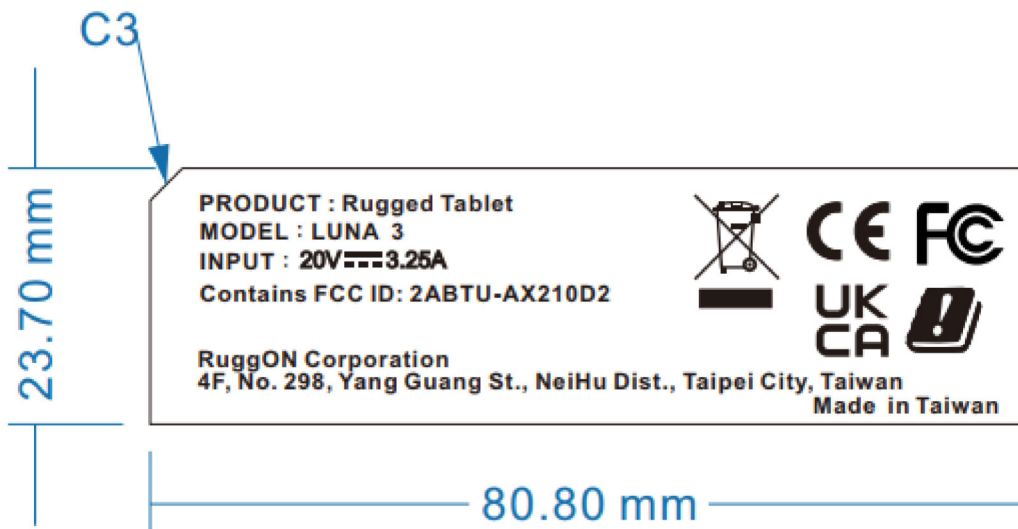 C3
23.70 mm
PRODUCT : Rugged Tablet
MODEL : LUNA 3
INPUT : 20V⎓3.25A
Contains FCC ID: 2ABTU-AX210D2
CE FC
UK
CA
RuggON Corporation
4F, No. 298, Yang Guang St., NeiHu Dist., Taipei City, Taiwan
Made in Taiwan
80.80 mm